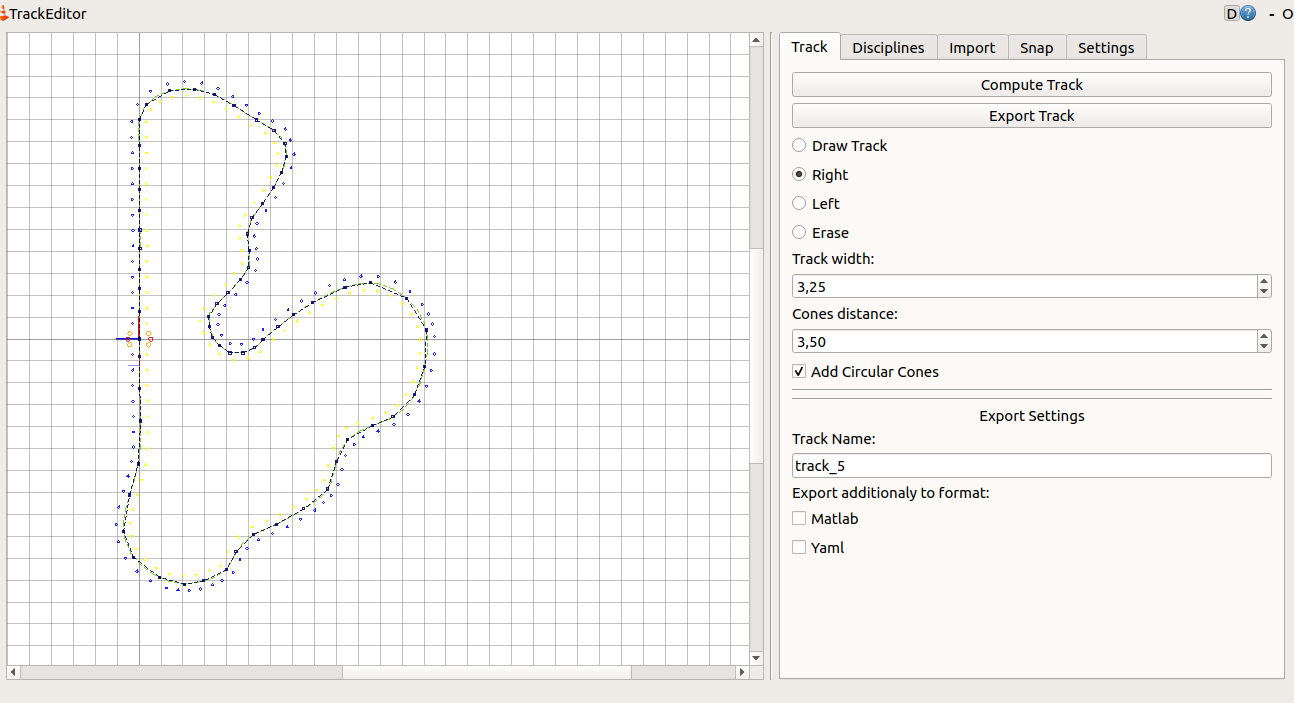 TrackEditor
D ? - O
Track Disciplines Import Snap Settings
Compute Track
Export Track
Draw Track
Right
Left
Erase
Track width:
3,25
Cones distance:
3,50
Add Circular Cones
Export Settings
Track Name:
track_5
Export additionaly to format:
Matlab
Yaml